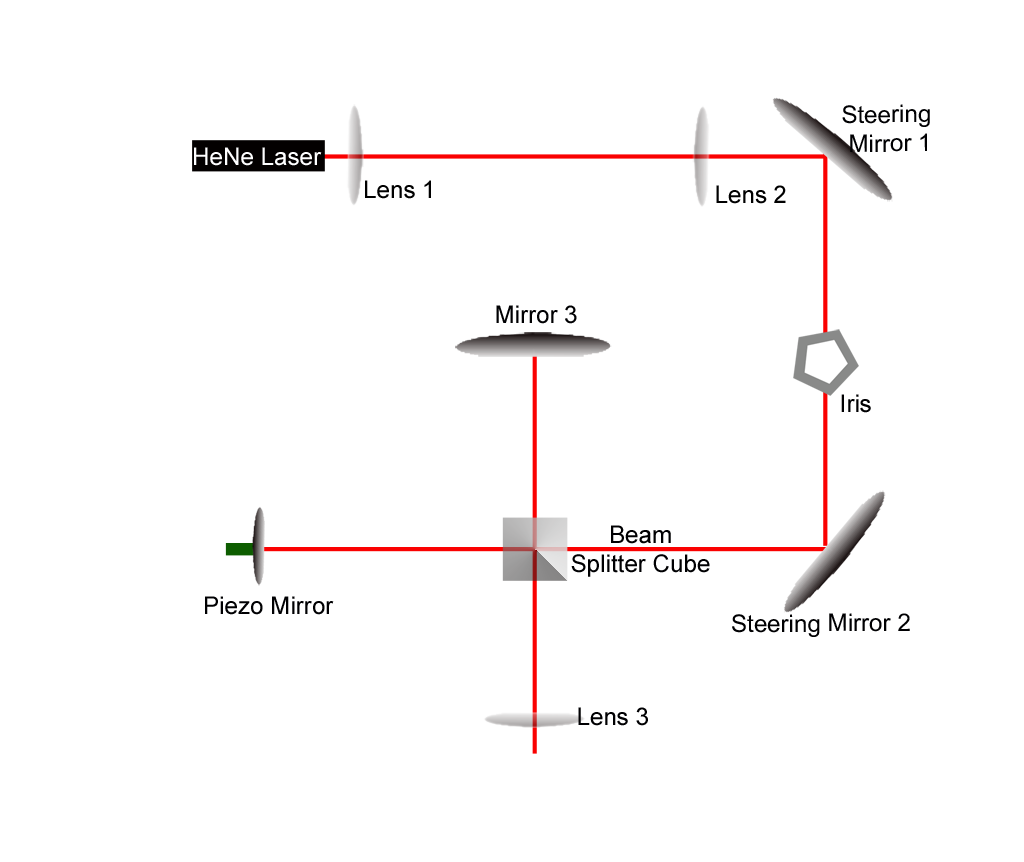 HeNe Laser
Lens 1
Lens 2
Steering
Mirror 1
Mirror 3
Iris
Beam
Splitter Cube
Piezo Mirror
Steering Mirror 2
Lens 3